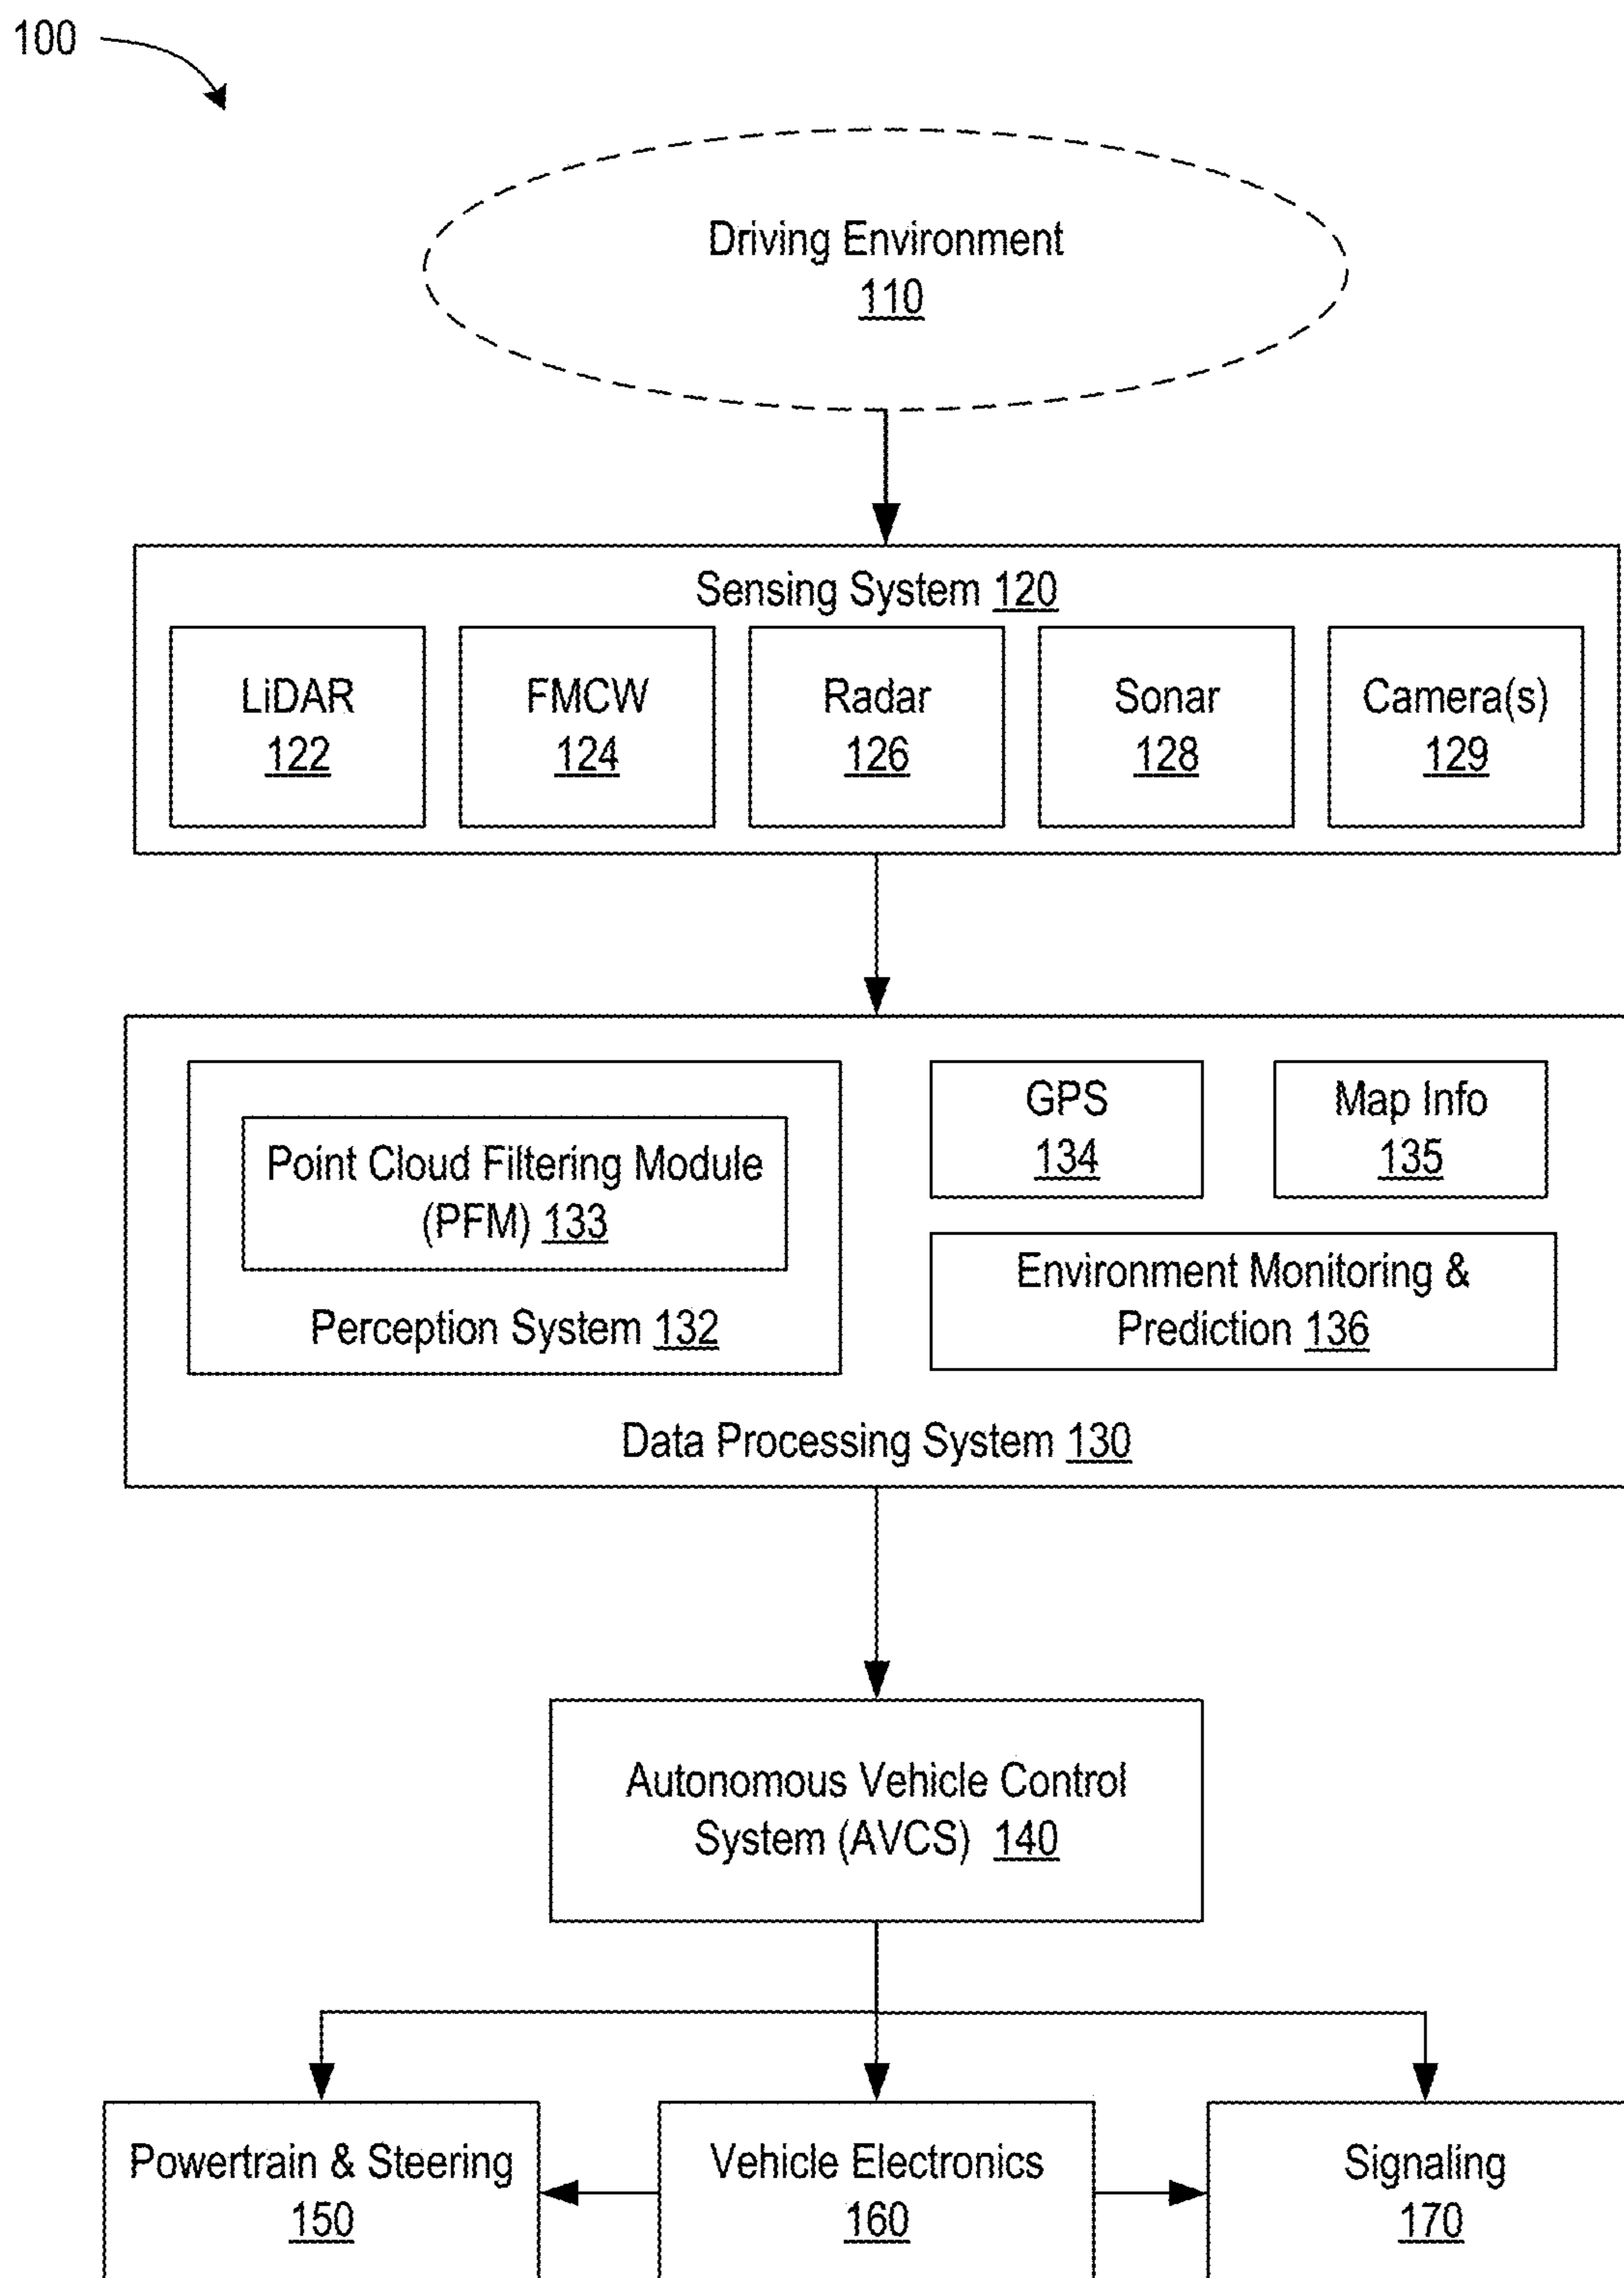 100
Driving Environment
110
Sensing System 120
LiDAR
122
FMCW
124
Radar
126
Sonar
128
Camera(s)
129
Point Cloud Filtering Module
(PFM) 133
Perception System 132
GPS
134
Map Info
135
Environment Monitoring &
Prediction 136
Data Processing System 130
Autonomous Vehicle Control
System (AVCS) 140
Powertrain & Steering
150
Vehicle Electronics
160
Signaling
170